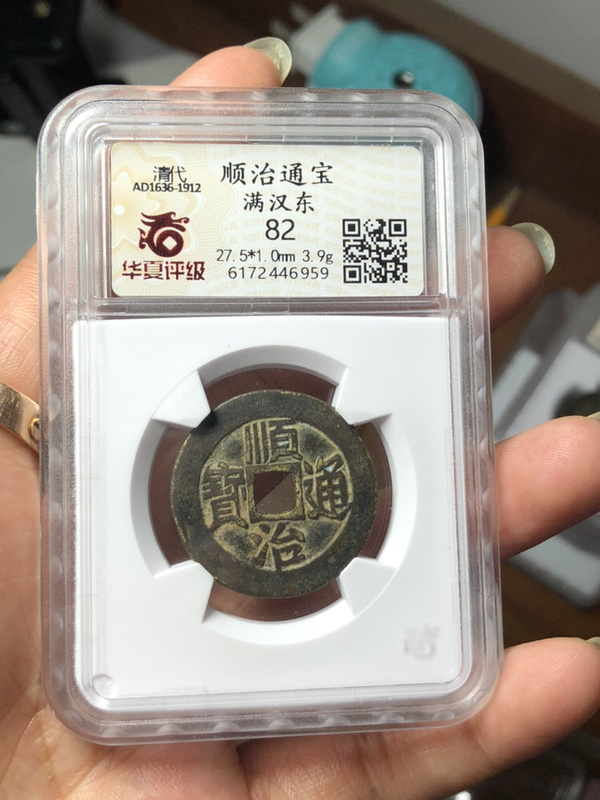 清代
AD1636-1912
华夏评级
顺治通宝
满汉东
82
27.5*1.0mm 3.9g
6172446959
順
寶 通
治